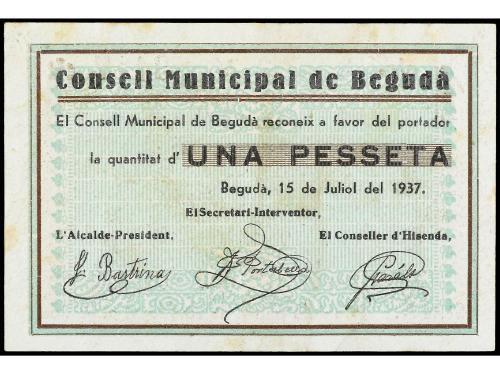 Consell Municipal de Begudà
El Consell Municipal de Begudà reconeix a favor del portador
la quantitat d' UNA PESSETA
Begudà, 15 de Juliol del 1937.
El Secretari-Interventor,
L'Alcalde-President, El Conseller d'Hisenda,
Bartrina